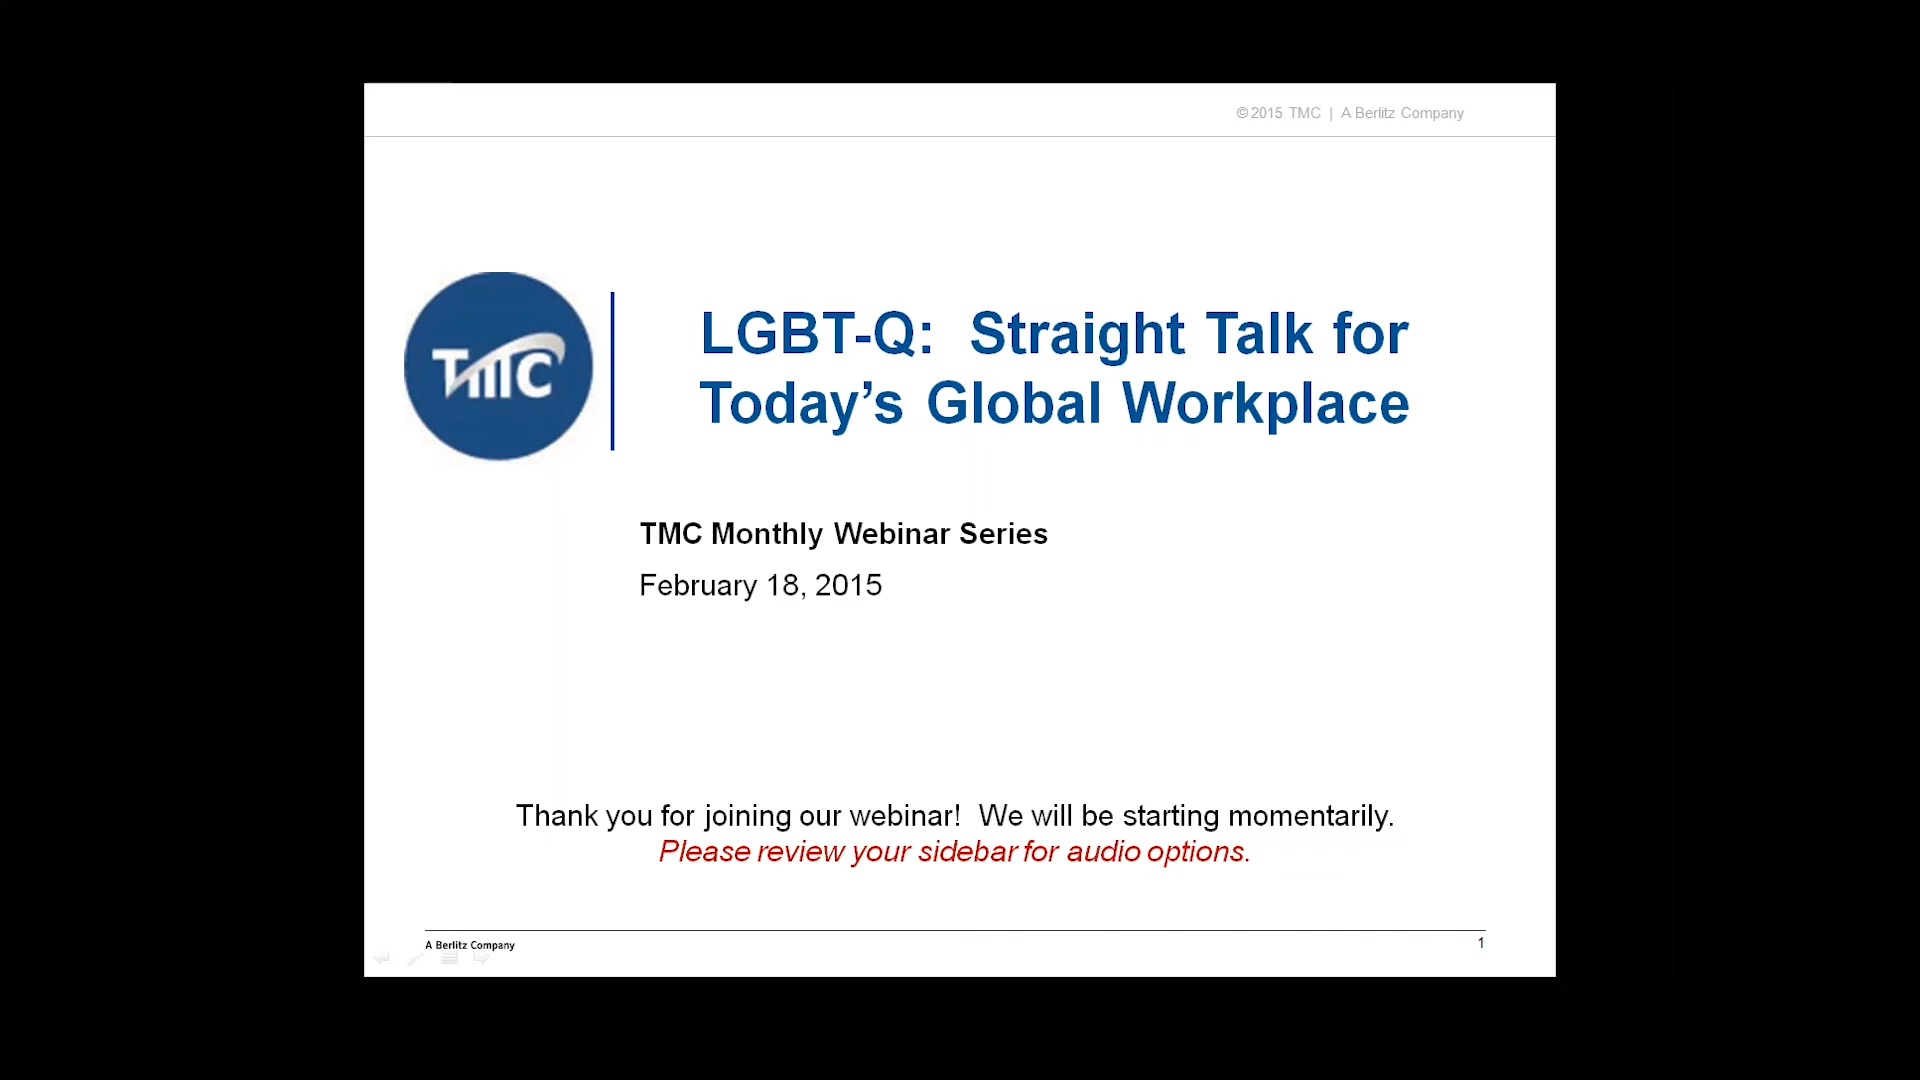 © 2015 TMC | A Berlitz Company
TMC
LGBT-Q: Straight Talk for
Today’s Global Workplace
TMC Monthly Webinar Series
February 18, 2015
Thank you for joining our webinar! We will be starting momentarily.
Please review your sidebar for audio options.
A Berlitz Company
1